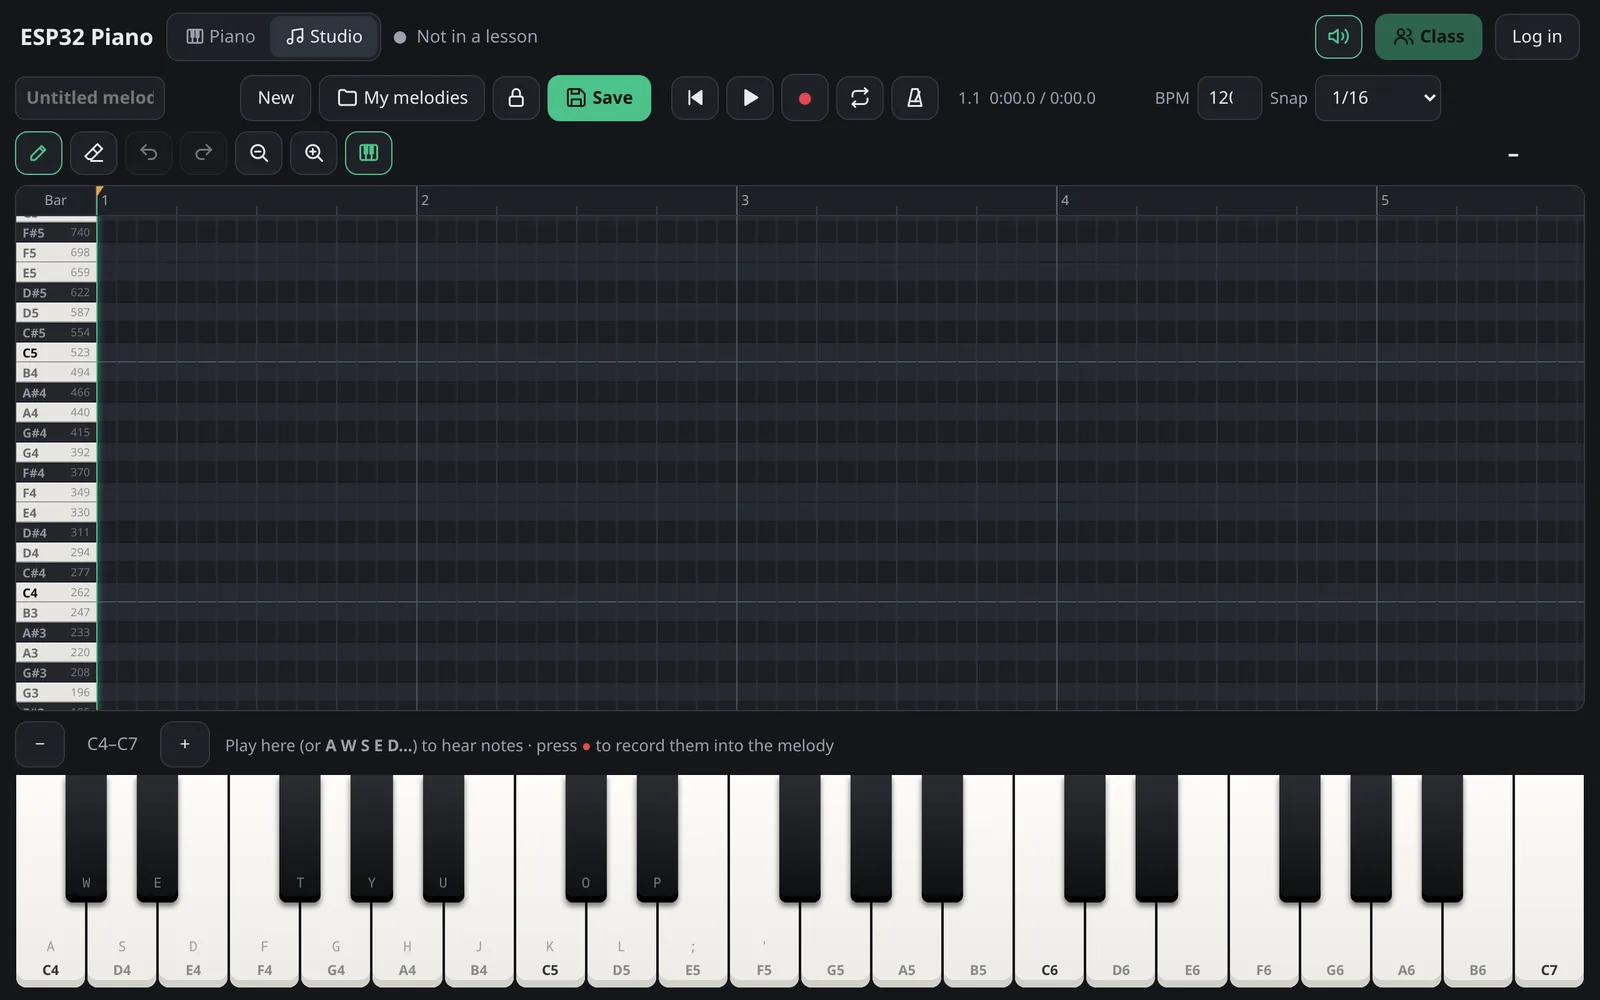 ESP32 Piano Piano Studio Not in a lesson Class Log in
Untitled meloc New My melodies Save 1.1 0:00.0 / 0:00.0 BPM 120 Snap 1/16
–
Bar 1 2 3 4 5
F#5 740
F5 698
E5 659
D#5 622
D5 587
C#5 554
C5 523
B4 494
A#4 466
A4 440
G#4 415
G4 392
F#4 370
F4 349
E4 330
D#4 311
D4 294
C#4 277
C4 262
B3 247
A#3 233
A3 220
G#3 208
G3 196
− C4–C7 + Play here (or A W S E D...) to hear notes · press ● to record them into the melody
W E T Y U O P
A S D F G H J K L ; '
C4 D4 E4 F4 G4 A4 B4 C5 D5 E5 F5 G5 A5 B5 C6 D6 E6 F6 G6 A6 B6 C7